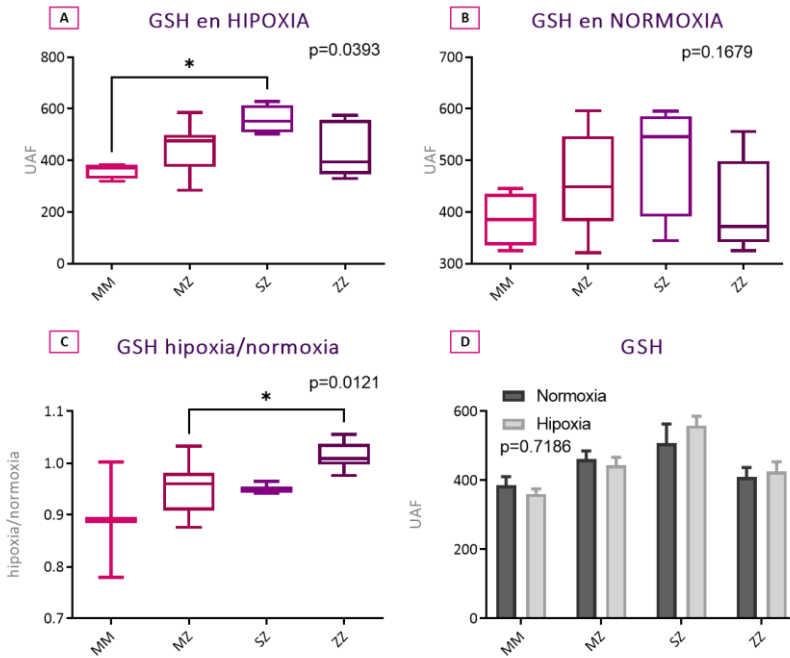 A
GSH en HIPOXIA
p=0.0393
*
800
600
400
200
0
UAF
MM
MZ
SZ
ZZ
B
GSH en NORMOXIA
p=0.1679
700
600
500
400
300
UAF
MM
MZ
SZ
ZZ
C
GSH hipoxia/normoxia
p=0.0121
*
1.1
1.0
0.9
0.8
0.7
hipoxia/normoxia
MM
MZ
SZ
ZZ
D
GSH
Normoxia
Hipoxia
p=0.7186
600
400
200
0
UAF
MM
MZ
SZ
ZZ